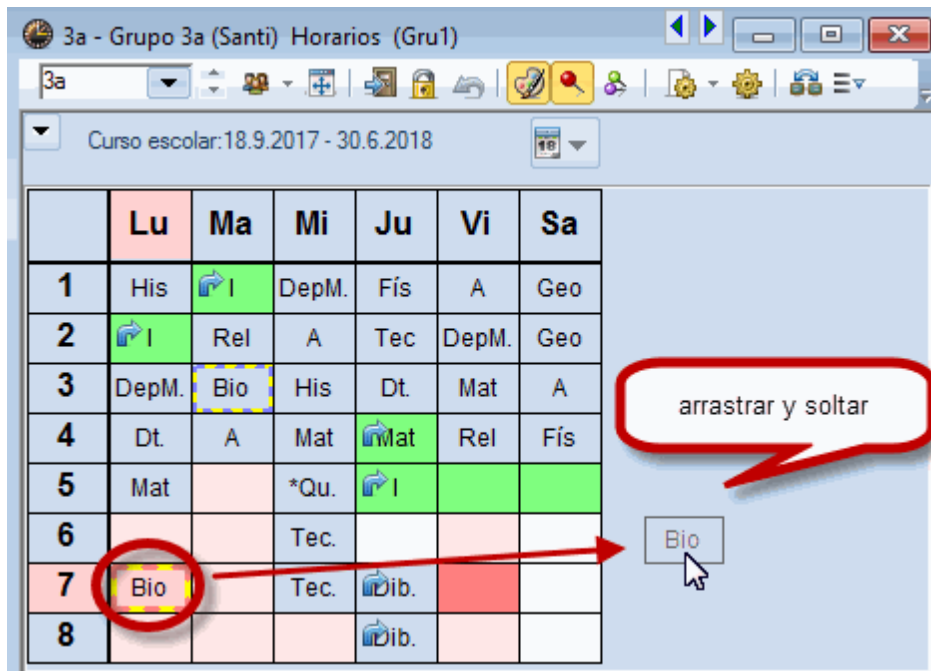 3a - Grupo 3a (Santi) Horarios (Gru1)
3a
Curso escolar:18.9.2017 - 30.6.2018
18
Lu Ma Mi Ju Vi Sa
1 His I DepM. Fís A Geo
2 I Rel A Tec DepM. Geo
3 DepM. Bio His Dt. Mat A
arrastrar y soltar
4 Dt. A Mat Mat Rel Fís
5 Mat *Qu. I
6 Tec.
Bio
7 Bio Tec. Dib.
8 Dib.